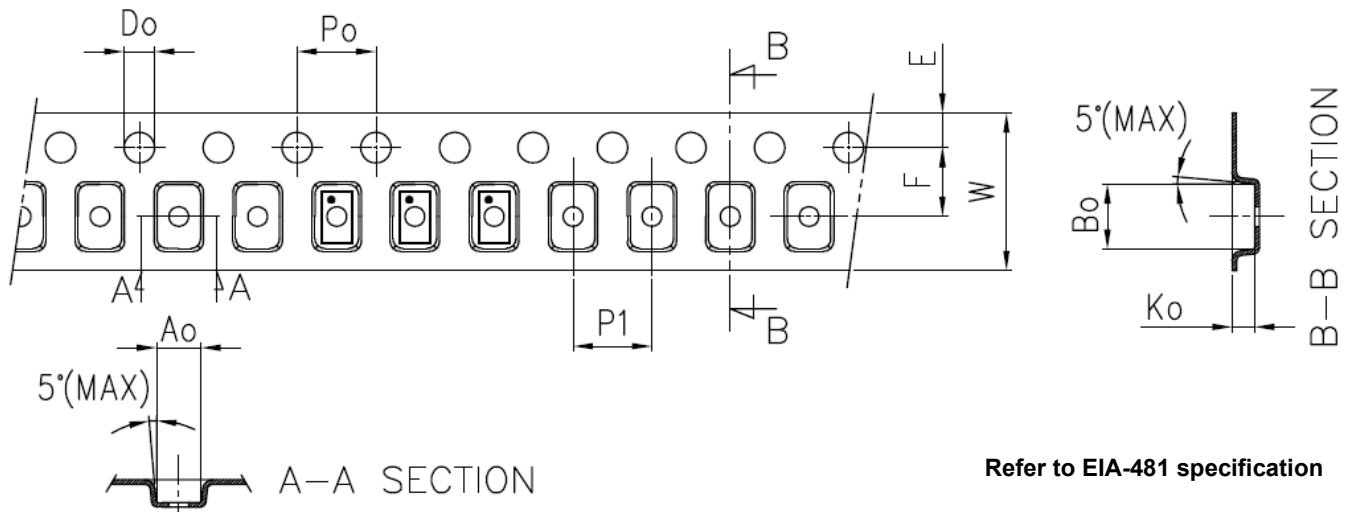 Do
Po
B
E
F
W
A
A
P1
B
Ao
5°(MAX)
A-A SECTION
5°(MAX)
Bo
Ko
B-B SECTION
Refer to EIA-481 specification